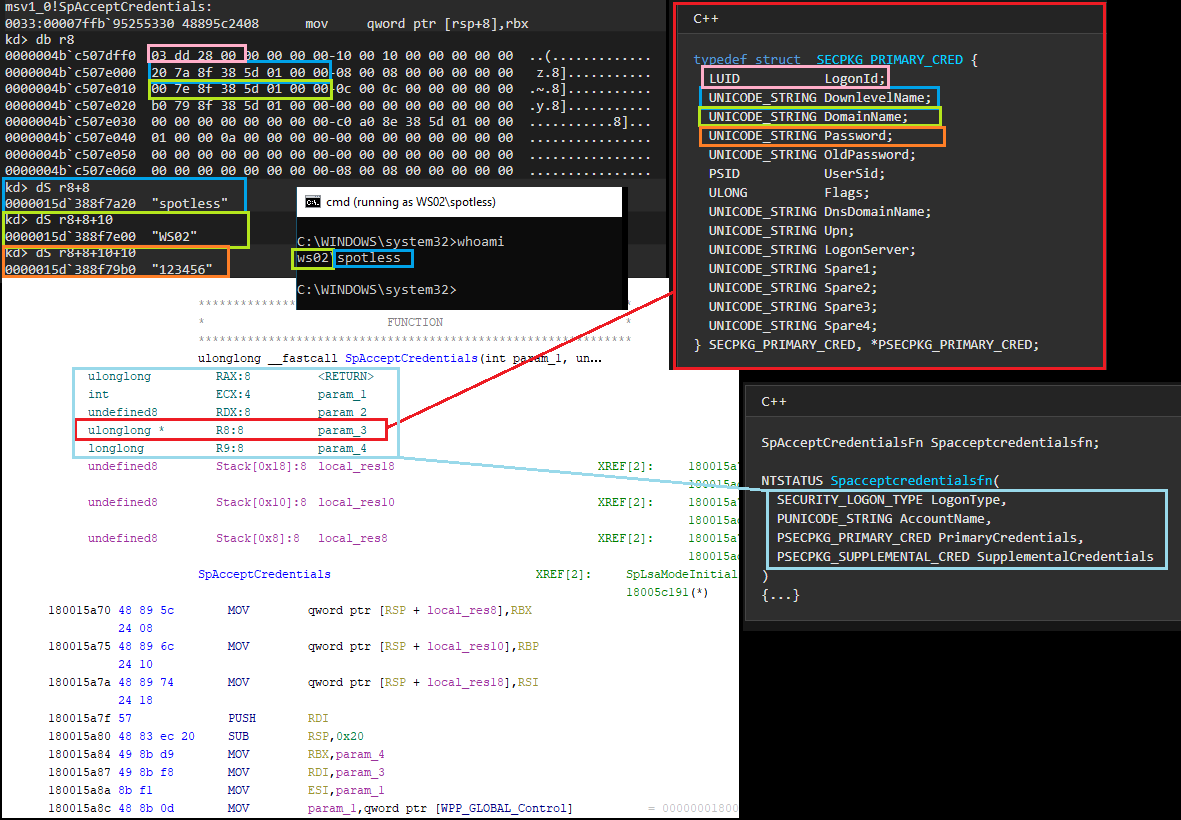 msv1_0!SpAcceptCredentials:
0033:00007ffb`95255330 48895c2408      mov     qword ptr [rsp+8],rbx
kd> db r8
0000004b`c507dff0  03 dd 28 00 00 00 00 00-10 00 10 00 00 00 00 00  ..(.............
0000004b`c507e000  20 7a 8f 38 5d 01 00 00-08 00 08 00 00 00 00 00   z.8]...........
0000004b`c507e010  00 7e 8f 38 5d 01 00 00-0c 00 0c 00 00 00 00 00  .~.8]...........
0000004b`c507e020  b0 79 8f 38 5d 01 00 00-00 00 00 00 00 00 00 00  .y.8]...........
0000004b`c507e030  00 00 00 00 00 00 00 00-c0 a0 8e 38 5d 01 00 00  ...........8]...
0000004b`c507e040  01 00 00 0a 00 00 00 00-00 00 00 00 00 00 00 00  ................
0000004b`c507e050  00 00 00 00 00 00 00 00-00 00 00 00 00 00 00 00  ................
0000004b`c507e060  00 00 00 00 00 00 00 00-08 00 08 00 00 00 00 00  ................
kd> dS r8+8
0000015d`388f7a20  "spotless"
kd> dS r8+8+10
0000015d`388f7e00  "WS02"
kd> dS r8+8+10+10
0000015d`388f79b0  "123456"
cmd (running as WS02\spotless)
C:\WINDOWS\system32>whoami
ws02\spotless
C:\WINDOWS\system32>
C++
typedef struct _SECPKG_PRIMARY_CRED {
LUID           LogonId;
UNICODE_STRING DownlevelName;
UNICODE_STRING DomainName;
UNICODE_STRING Password;
UNICODE_STRING OldPassword;
PSID           UserSid;
ULONG          Flags;
UNICODE_STRING DnsDomainName;
UNICODE_STRING Upn;
UNICODE_STRING LogonServer;
UNICODE_STRING Spare1;
UNICODE_STRING Spare2;
UNICODE_STRING Spare3;
UNICODE_STRING Spare4;
} SECPKG_PRIMARY_CRED, *PSECPKG_PRIMARY_CRED;
* FUNCTION *
ulonglong __fastcall SpAcceptCredentials(int param_1, un...
ulonglong RAX:8 <RETURN>
int ECX:4 param_1
undefined8 RDX:8 param_2
ulonglong * R8:8 param_3
longlong R9:8 param_4
undefined8 Stack[0x18]:8 local_res18 XREF[2]: 180015a7
180015ac
undefined8 Stack[0x10]:8 local_res10 XREF[2]: 180015a7
180015ac
undefined8 Stack[0x8]:8 local_res8 XREF[2]: 180015a7
180015ac
SpAcceptCredentials XREF[2]: SpLsaModeInitial
18005c191(*)
180015a70 48 89 5c MOV qword ptr [RSP + local_res8],RBX
24 08
180015a75 48 89 6c MOV qword ptr [RSP + local_res10],RBP
24 10
180015a7a 48 89 74 MOV qword ptr [RSP + local_res18],RSI
24 18
180015a7f 57 PUSH RDI
180015a80 48 83 ec 20 SUB RSP,0x20
180015a84 49 8b d9 MOV RBX,param_4
180015a87 49 8b f8 MOV RDI,param_3
180015a8a 8b f1 MOV ESI,param_1
180015a8c 48 8b 0d MOV param_1,qword ptr [WPP_GLOBAL_Control] = 00000001800
C++
SpAcceptCredentialsFn Spacceptcredentialsfn;
NTSTATUS Spacceptcredentialsfn(
SECURITY_LOGON_TYPE LogonType,
PUNICODE_STRING AccountName,
PSECPKG_PRIMARY_CRED PrimaryCredentials,
PSECPKG_SUPPLEMENTAL_CRED SupplementalCredentials
)
{...}